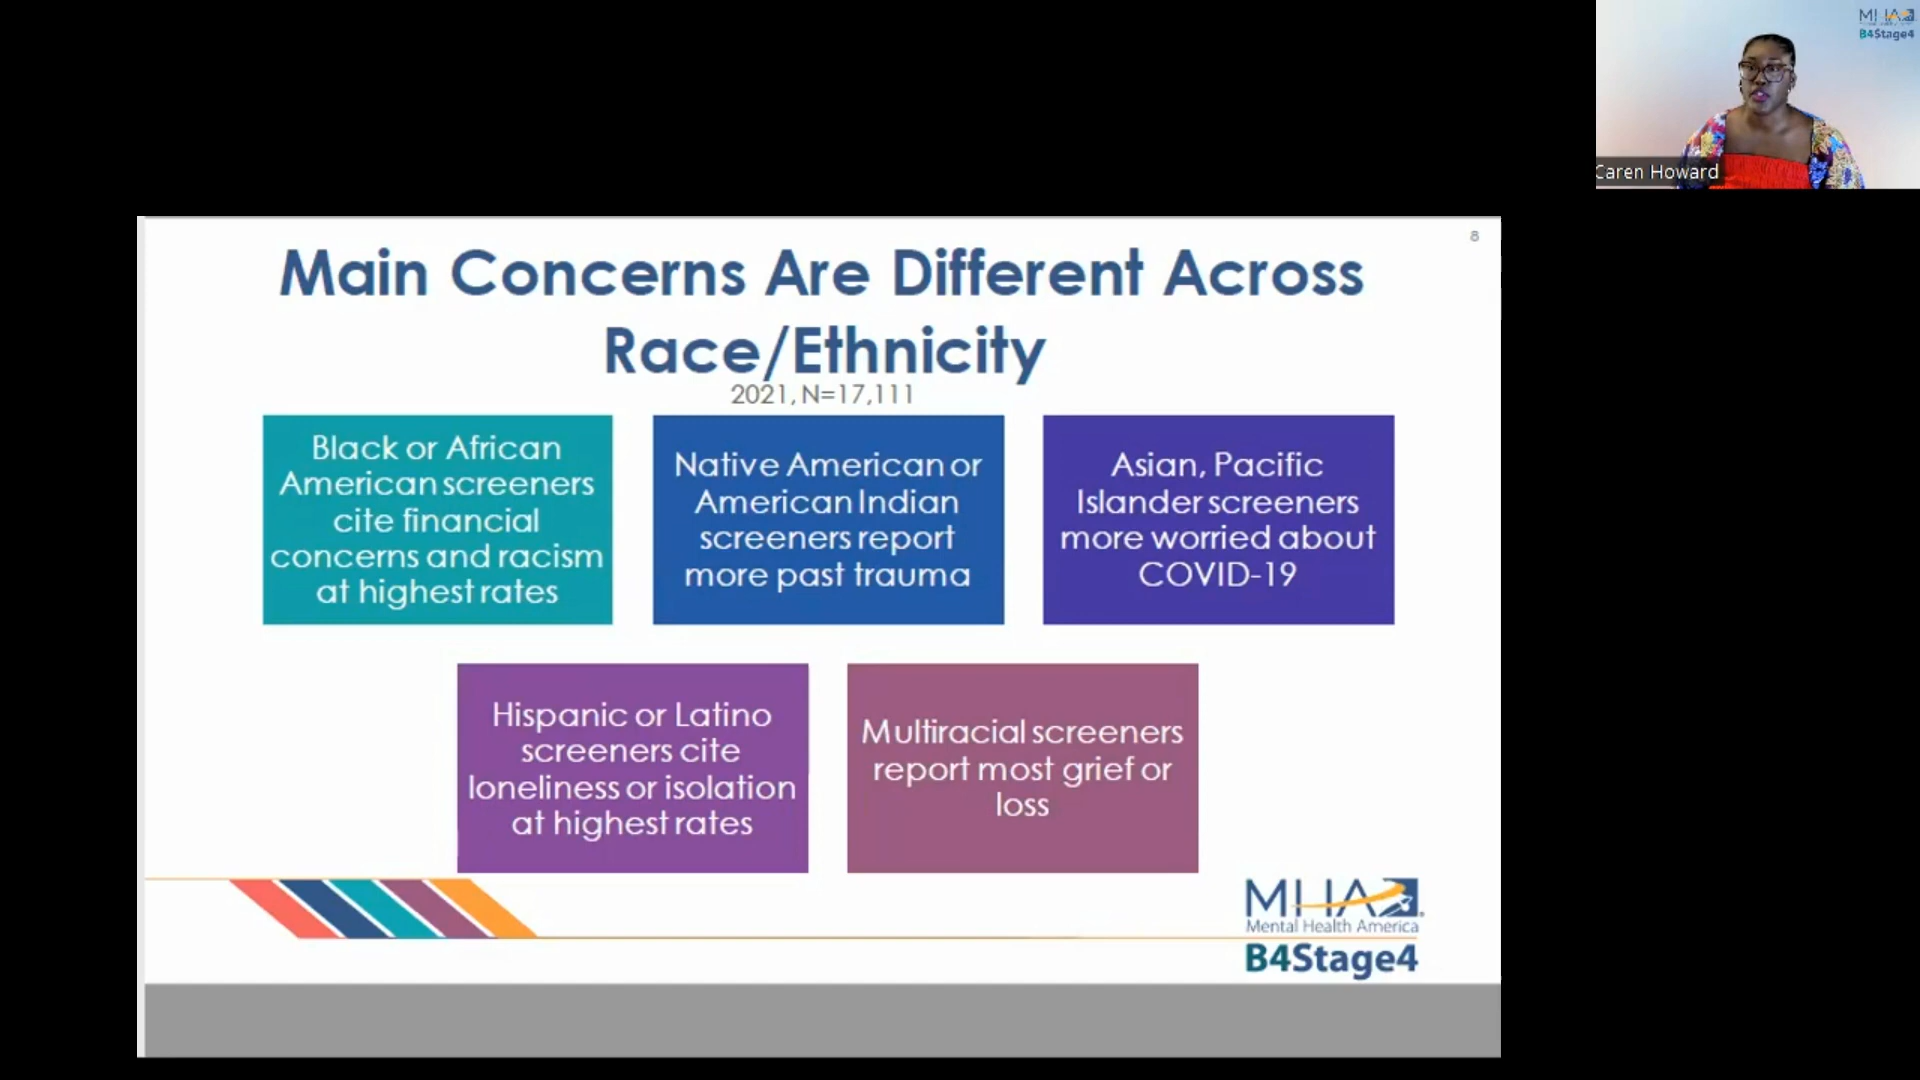 MHA
B4Stage4
Caren Howard
8
Main Concerns Are Different Across
Race/Ethnicity
2021, N=17,111
Black or African
American screeners
cite financial
concerns and racism
at highest rates
Native American or
American Indian
screeners report
more past trauma
Asian, Pacific
Islander screeners
more worried about
COVID-19
Hispanic or Latino
screeners cite
loneliness or isolation
at highest rates
Multiracial screeners
report most grief or
loss
MHA
Mental Health America
B4Stage4